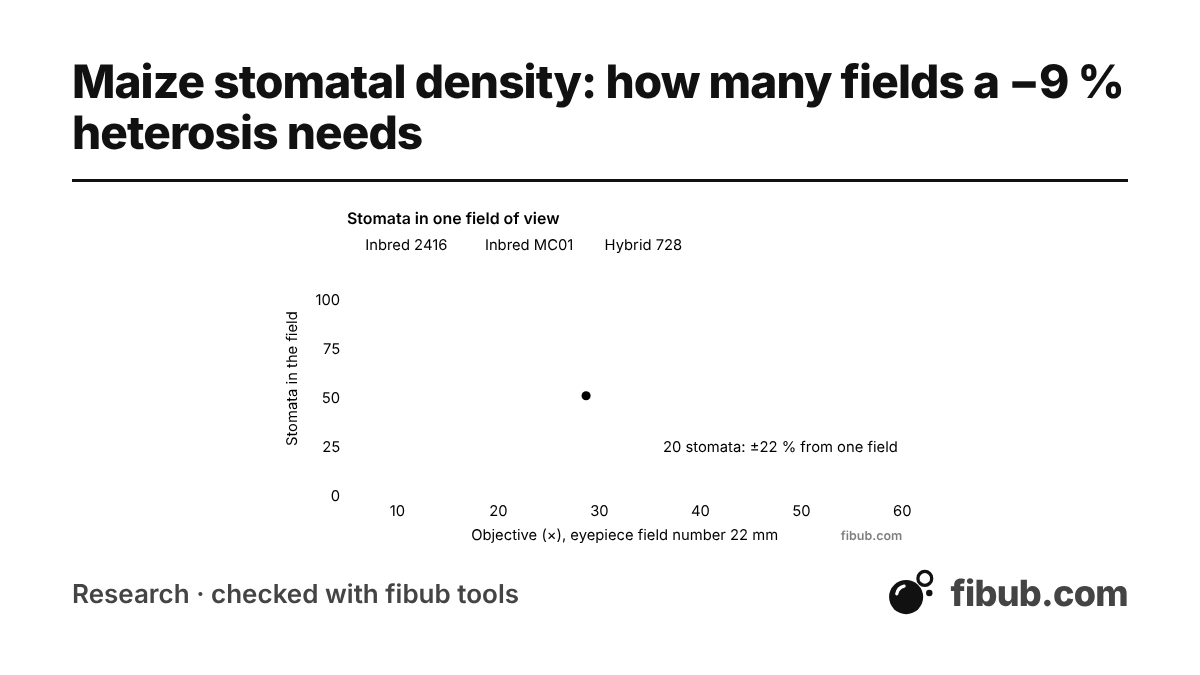 Maize stomatal density: how many fields a −9 %
heterosis needs
Stomata in one field of view
Inbred 2416 Inbred MC01 Hybrid 728
Stomata in the field
100
75
50
25
0
20 stomata: ±22 % from one field
10 20 30 40 50 60
Objective (×), eyepiece field number 22 mm
fibub.com
Research · checked with fibub tools
fibub.com